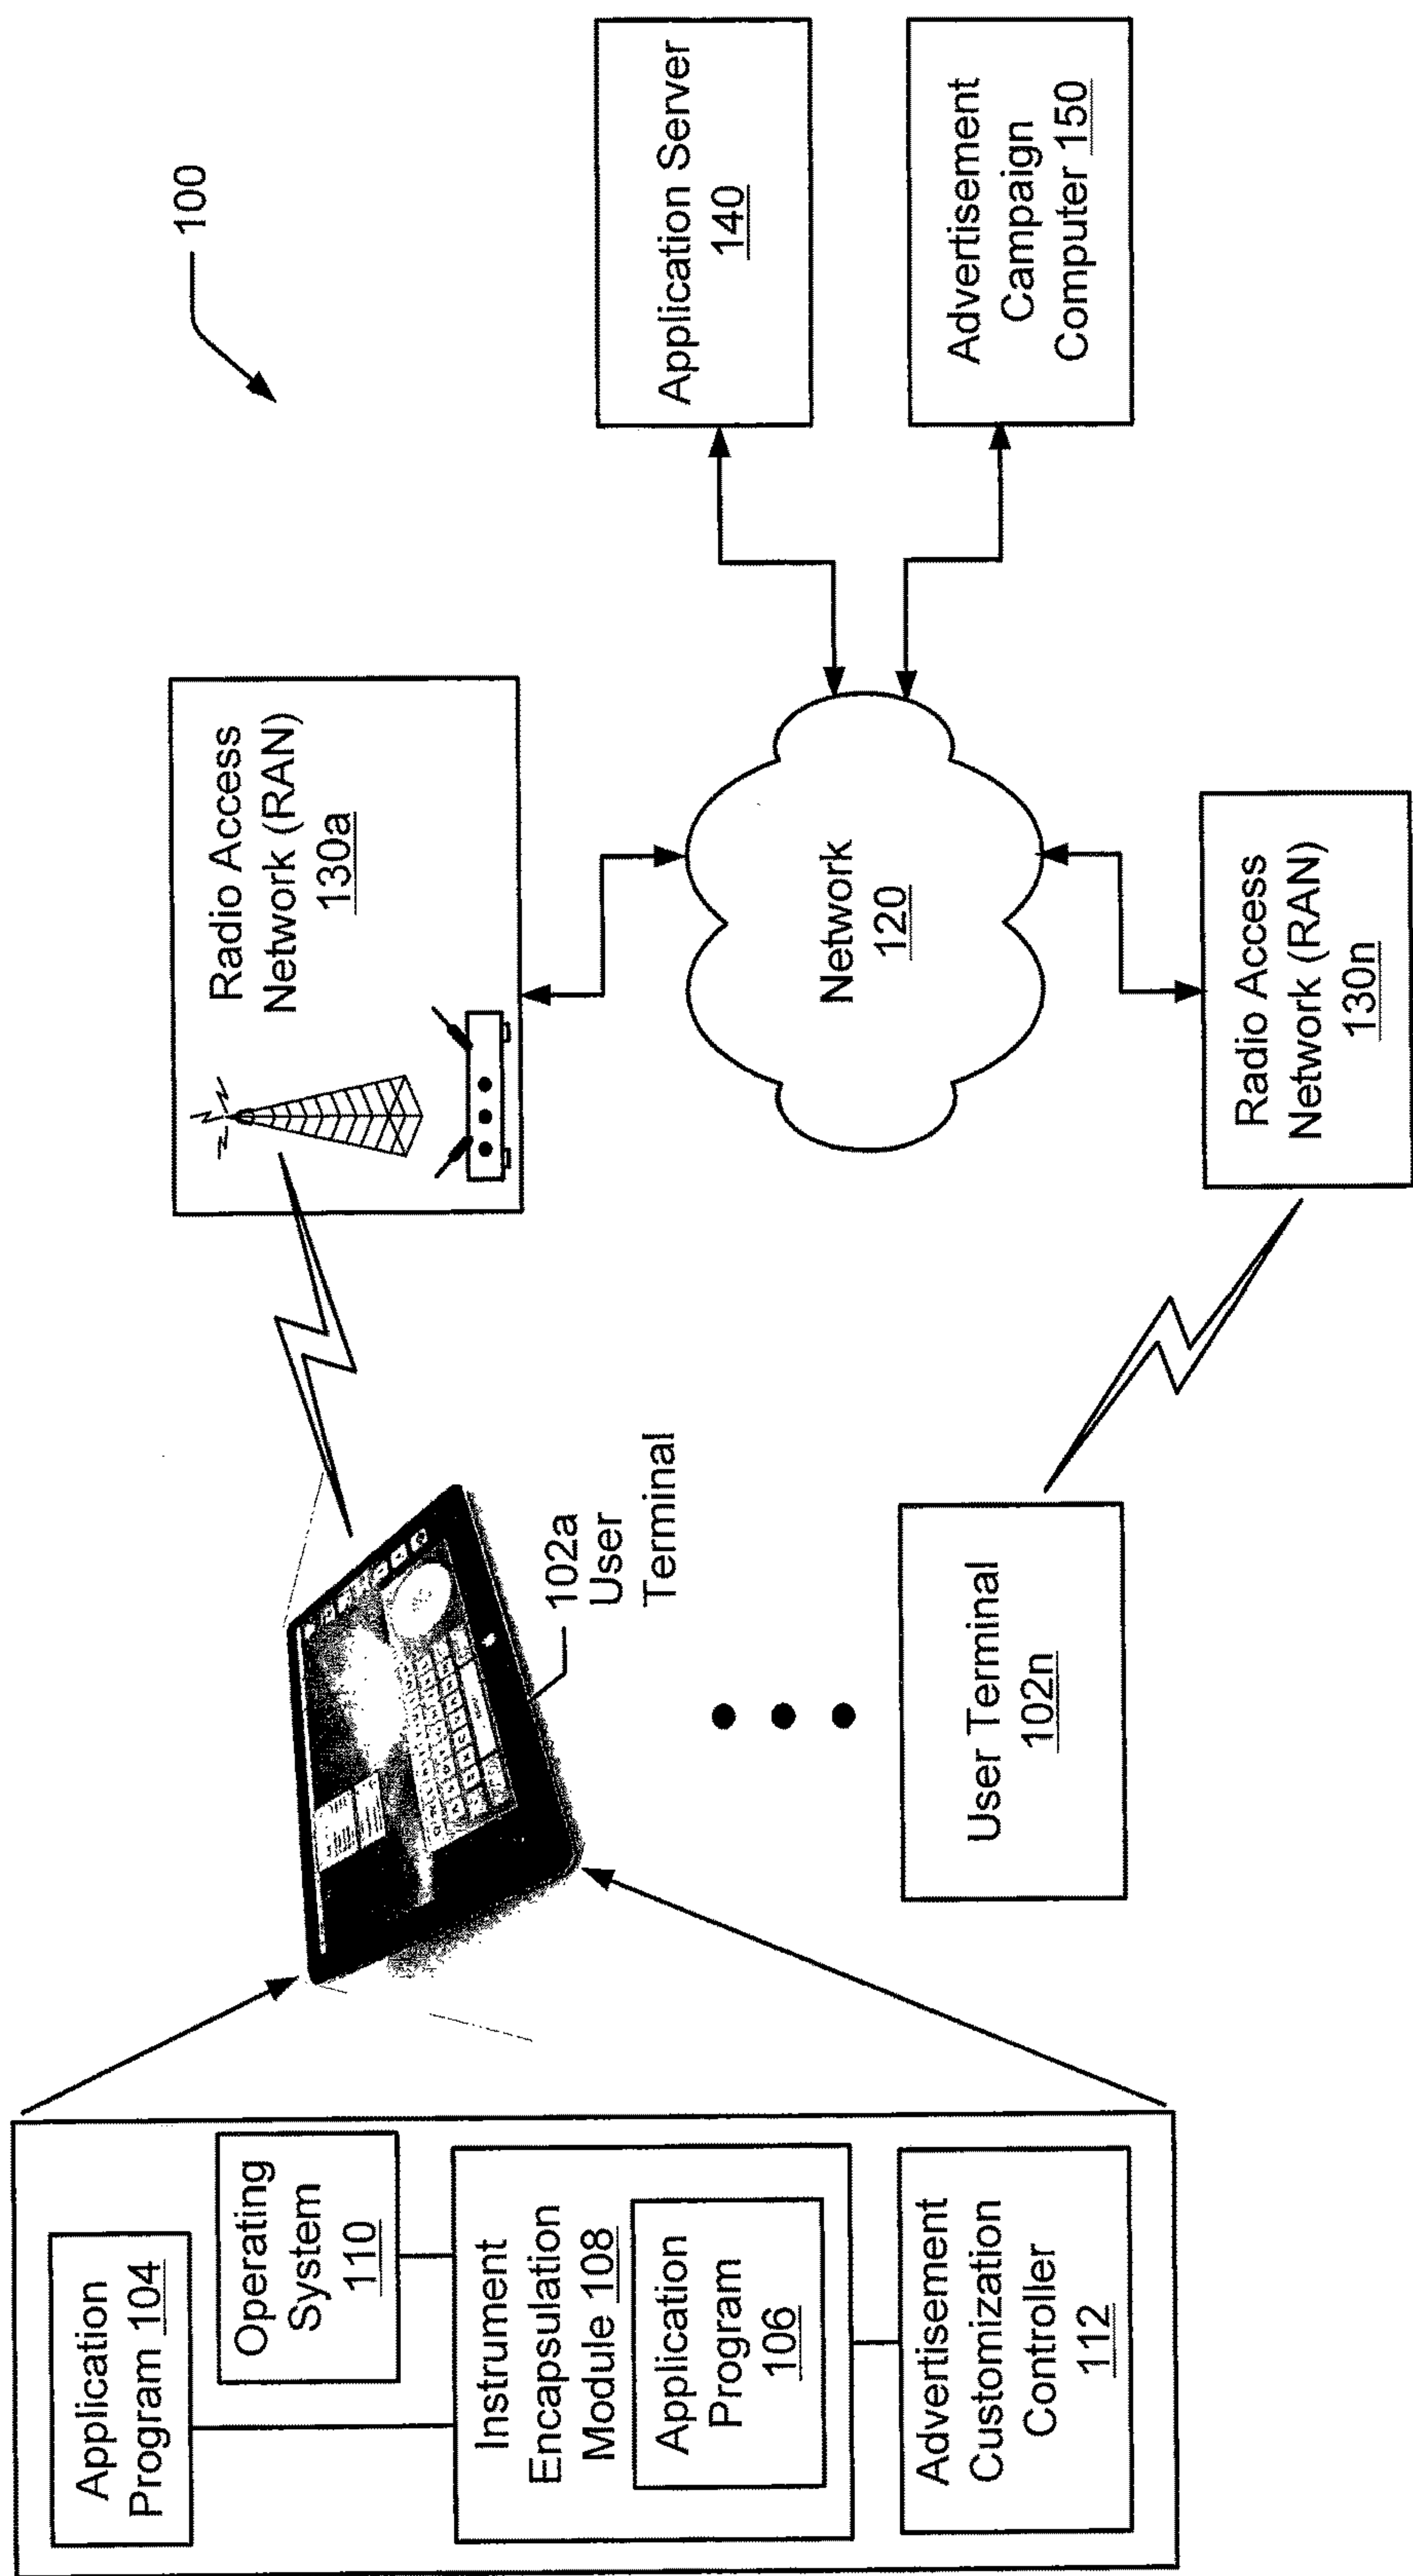 100
Application Program 104
Operating System 110
Instrument Encapsulation Module 108
Application Program 106
Advertisement Customization Controller 112
102a User Terminal
User Terminal 102n
Radio Access Network (RAN) 130a
Network 120
Radio Access Network (RAN) 130n
Application Server 140
Advertisement Campaign Computer 150